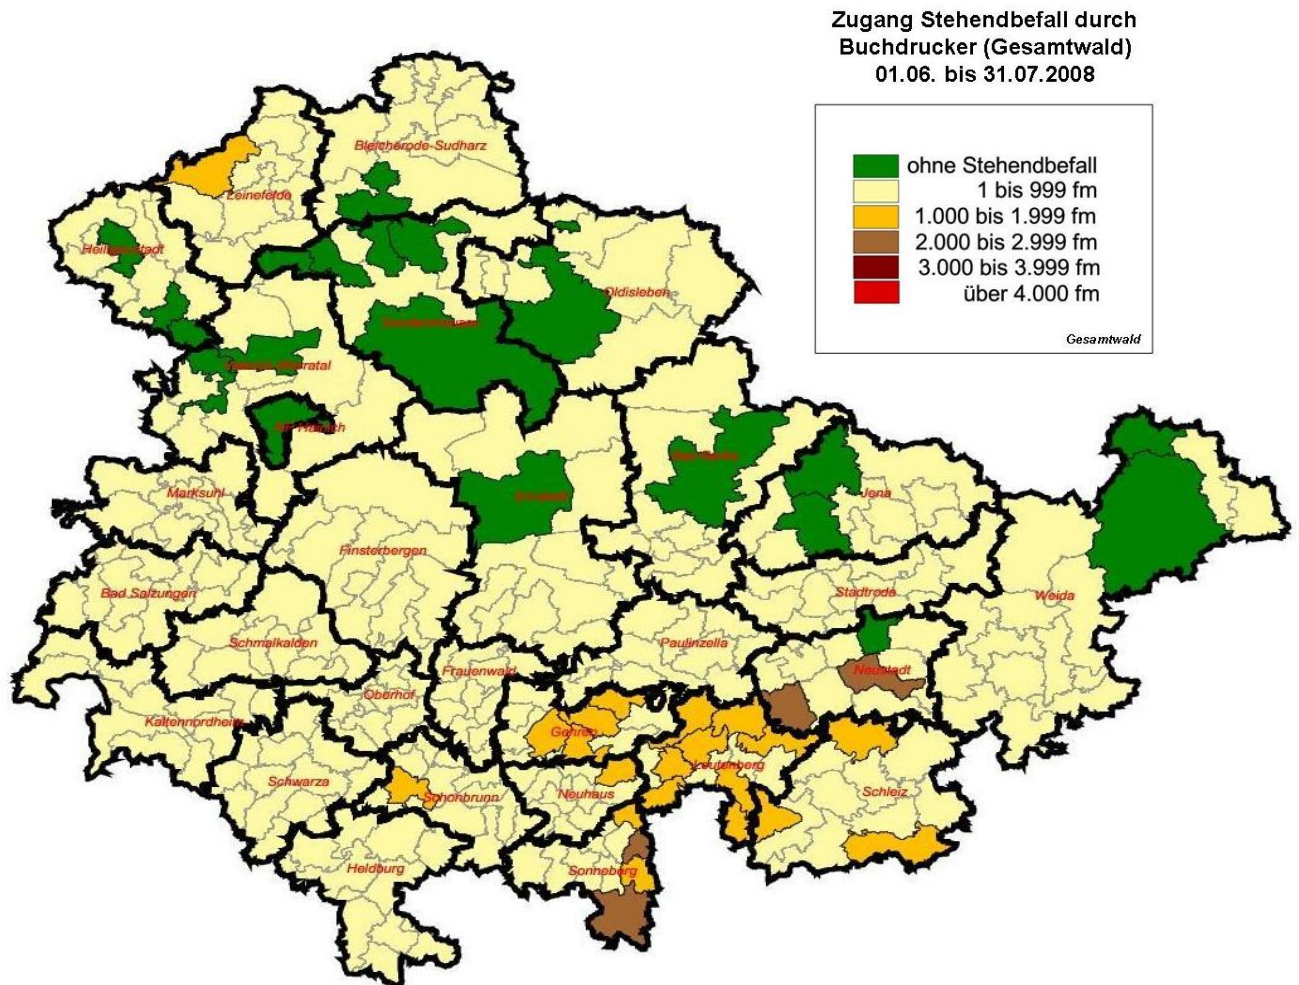 Zugang Stehendbefall durch
Buchdrucker (Gesamtwald)
01.06. bis 31.07.2008
ohne Stehendbefall
1 bis 999 fm
1.000 bis 1.999 fm
2.000 bis 2.999 fm
3.000 bis 3.999 fm
über 4.000 fm
Gesamtwald
Bleicherode-Sudharz
Leinefelde
Heiligenstadt
Oldisleben
Marksuhl
Jena
Finsterbergen
Bad Salzungen
Stadtroda
Weida
Schmalkalden
Paulinzella
Frauenwald
Neustadt
Oberhof
Kaltennordheim
Gehren
Leutenberg
Schwarza
Schonbrunn
Neuhaus
Schleiz
Heldburg
Sonneberg